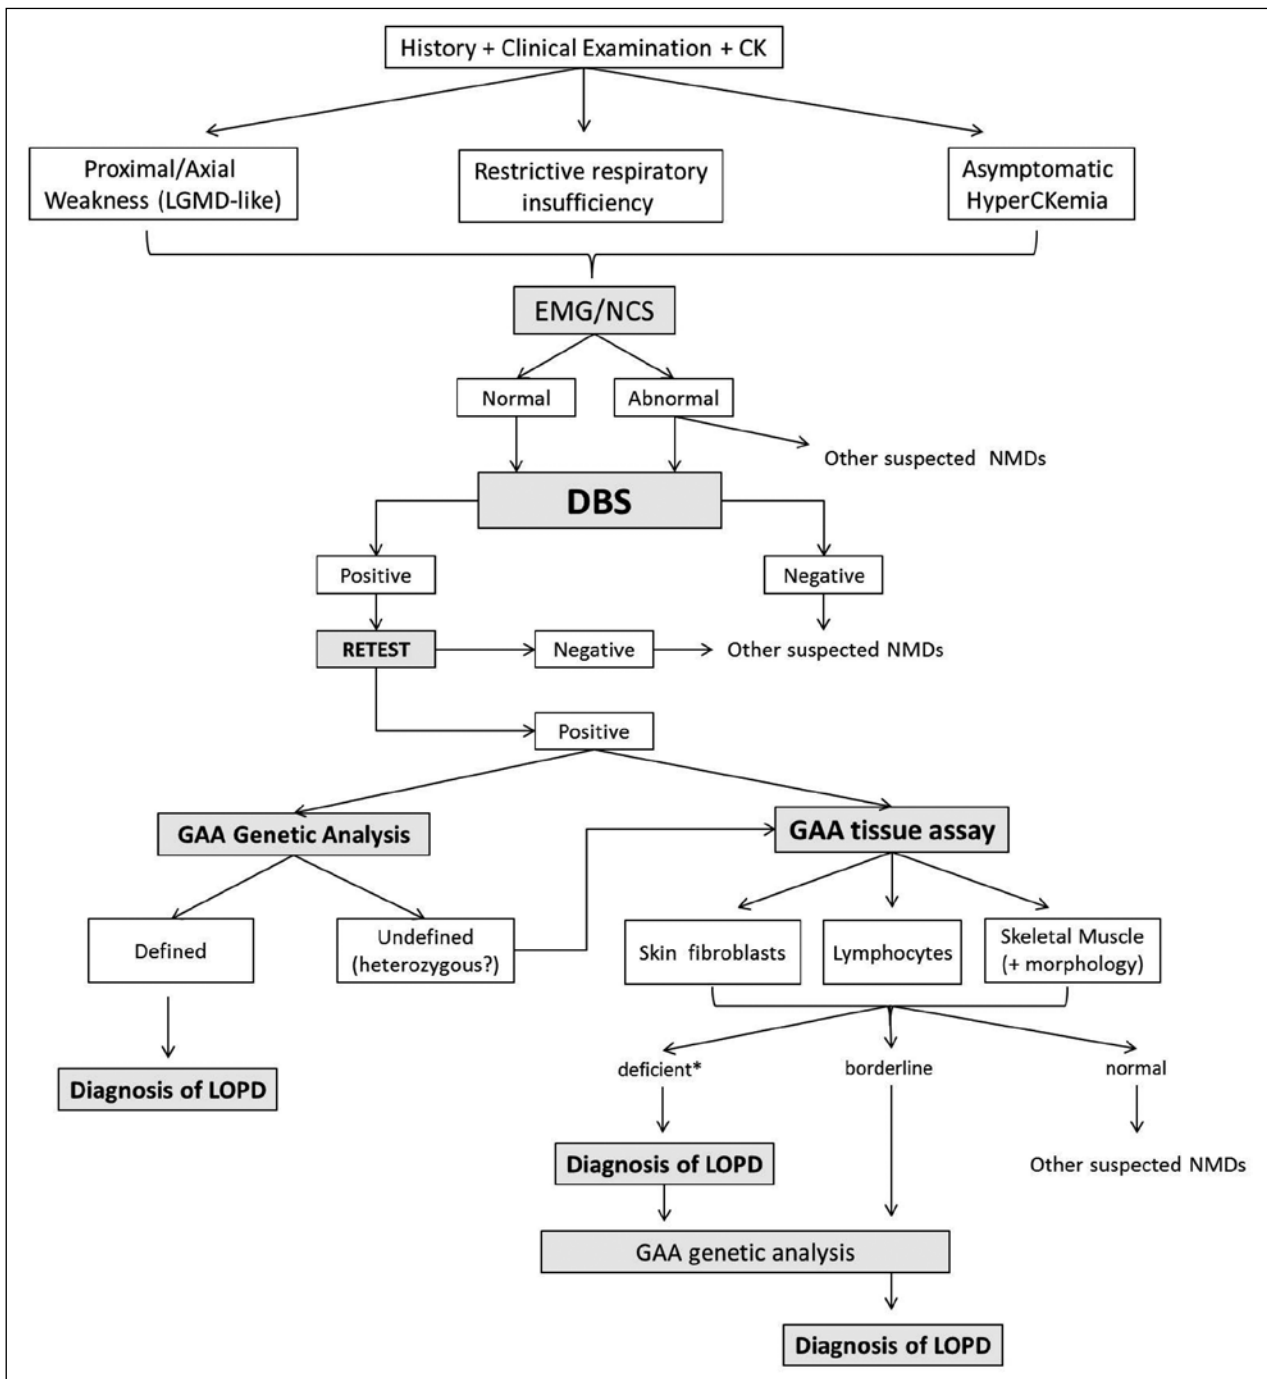 History + Clinical Examination + CK
Proximal/Axial
Weakness (LGMD-like)
Restrictive respiratory
insufficiency
Asymptomatic
HyperCKemia
EMG/NCS
Normal
Abnormal
Other suspected NMDs
DBS
Positive
Negative
RETEST
Negative
Other suspected NMDs
Positive
GAA Genetic Analysis
GAA tissue assay
Defined
Undefined
(heterozygous?)
Skin fibroblasts
Lymphocytes
Skeletal Muscle
(+ morphology)
deficient*
borderline
normal
Diagnosis of LOPD
Diagnosis of LOPD
Other suspected NMDs
GAA genetic analysis
Diagnosis of LOPD